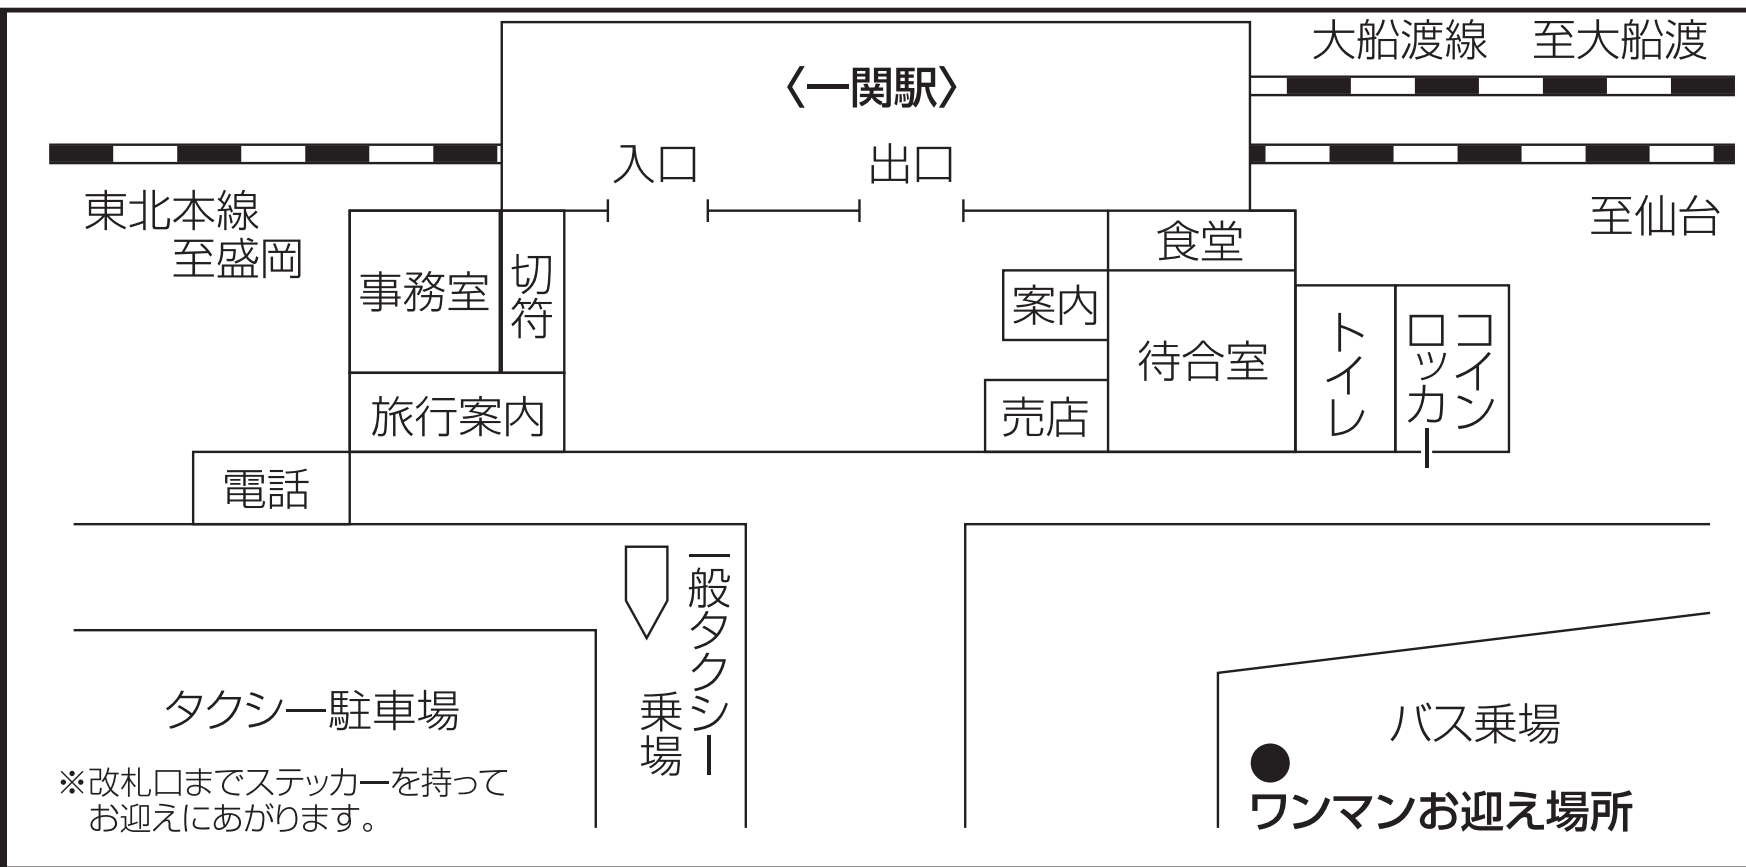 大船渡線　至大船渡
〈一関駅〉
入口　出口
東北本線
至盛岡
至仙台
事務室
切符
旅行案内
電話
食堂
案内
待合室
売店
トイレ
コイン
ロッカー
一般タクシー
乗場
タクシー駐車場
※改札口までステッカーを持って
お迎えにあがります。
バス乗場
●
ワンマンお迎え場所